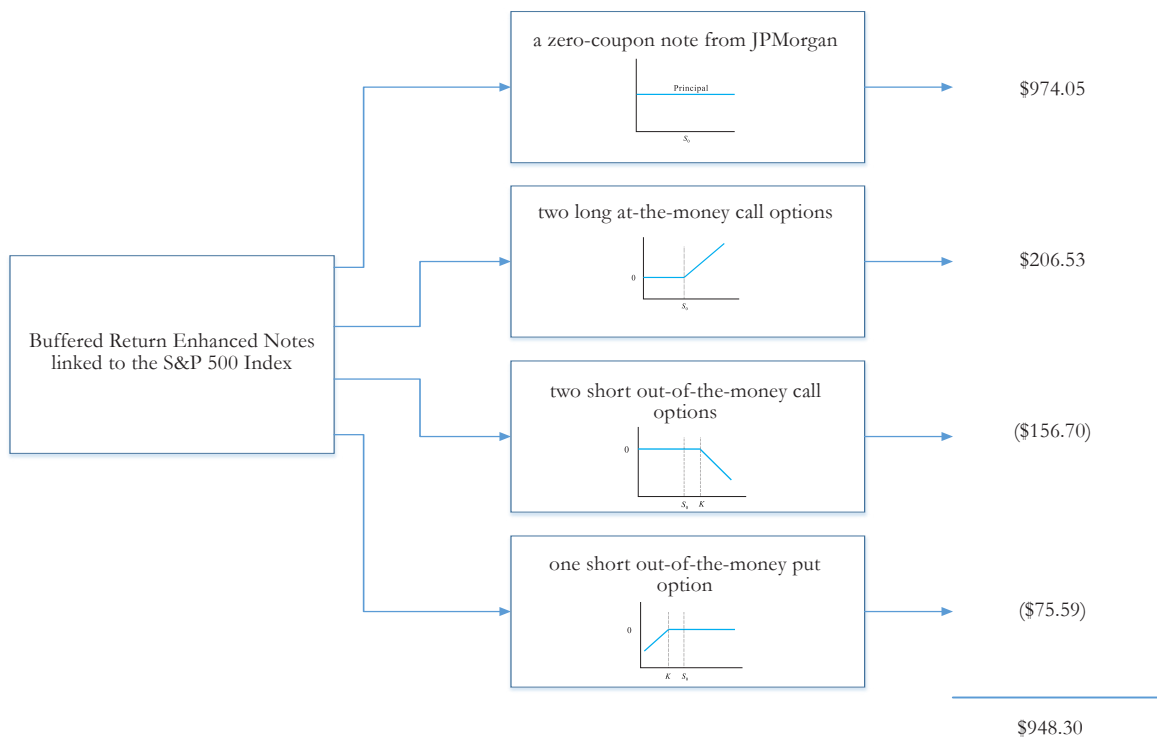 a zero-coupon note from JPMorgan
Principal
S₀
$974.05
two long at-the-money call options
0
S₀
$206.53
Buffered Return Enhanced Notes
linked to the S&P 500 Index
two short out-of-the-money call
options
0
S₀ K
($156.70)
one short out-of-the-money put
option
0
K S₀
($75.59)
$948.30